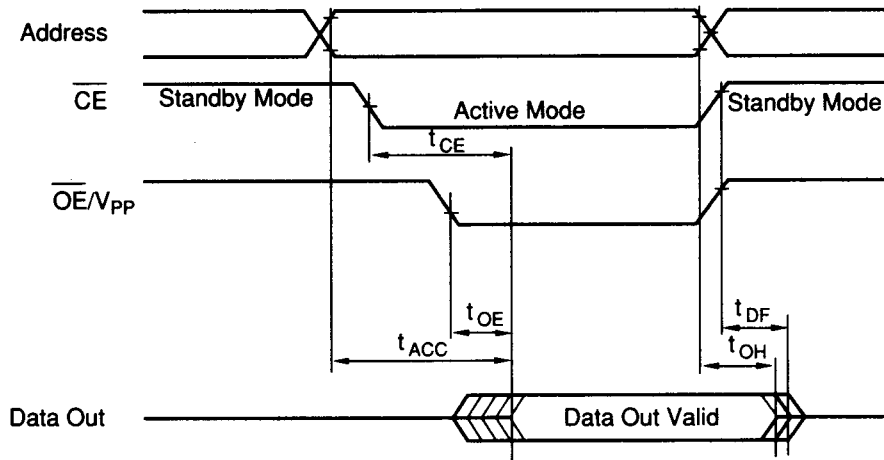 Address
CE
Standby Mode
Active Mode
Standby Mode
tCE
OE/VPP
tOE
tDF
tACC
tOH
Data Out
Data Out Valid